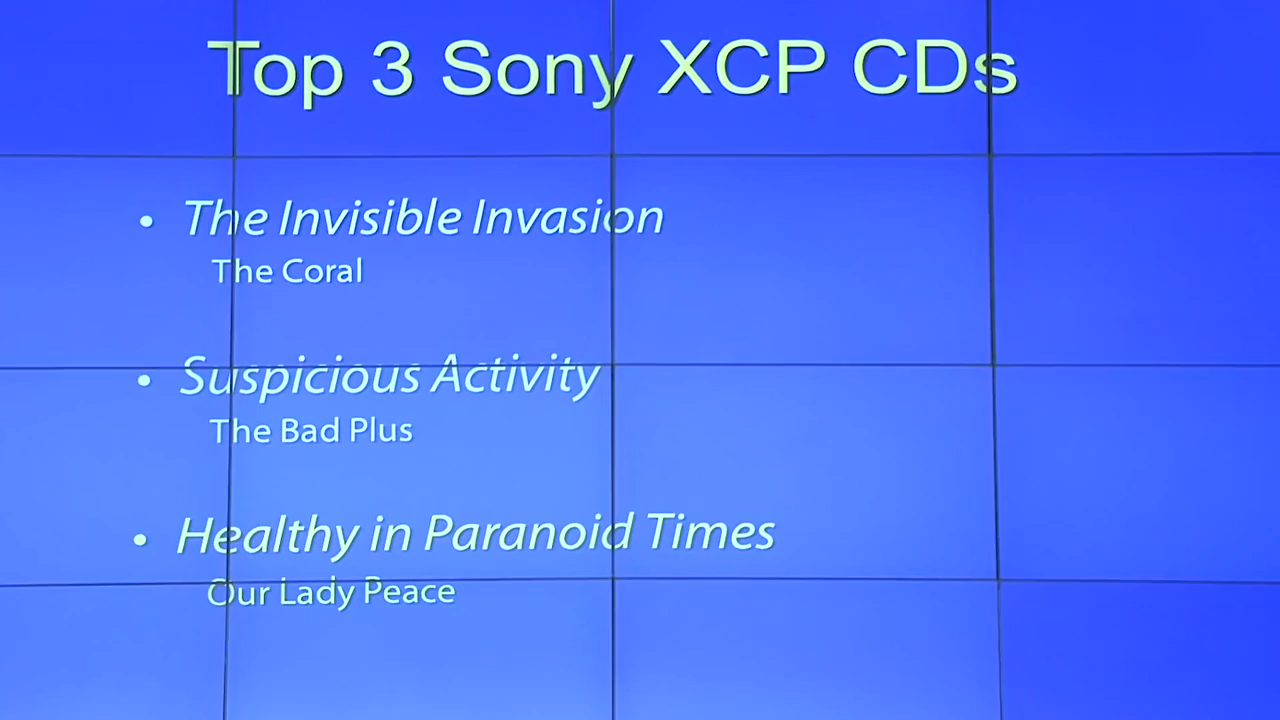 Top 3 Sony XCP CDs
• The Invisible Invasion
The Coral
• Suspicious Activity
The Bad Plus
• Healthy in Paranoid Times
Our Lady Peace